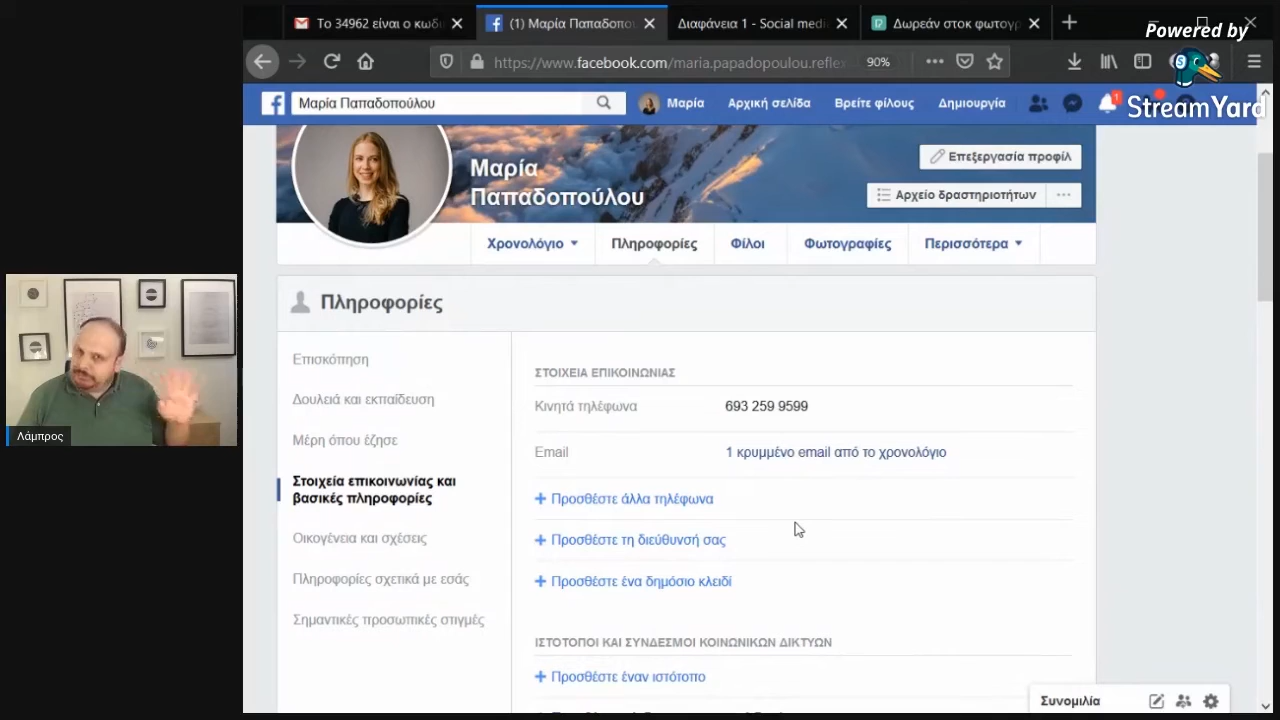 Το 34962 είναι ο κωδι
(1) Μαρία Παπαδοπου
Διαφάνεια 1 - Social medi
Δωρεάν στοκ φωτογρ
Powered by
StreamYard
https://www.facebook.com/maria.papadopoulou.refle
90%
Μαρία Παπαδοπούλου
Μαρία
Αρχική σελίδα
Βρείτε φίλους
Δημιουργία
1
Μαρία
Παπαδοπούλου
Επεξεργασία προφίλ
Αρχείο δραστηριοτήτων
Χρονολόγιο
Πληροφορίες
Φίλοι
Φωτογραφίες
Περισσότερα
Πληροφορίες
Επισκόπηση
Δουλειά και εκπαίδευση
Μέρη όπου έζησε
Στοιχεία επικοινωνίας και
βασικές πληροφορίες
Οικογένεια και σχέσεις
Πληροφορίες σχετικά με εσάς
Σημαντικές προσωπικές στιγμές
ΣΤΟΙΧΕΙΑ ΕΠΙΚΟΙΝΩΝΙΑΣ
Κινητά τηλέφωνα 693 259 9599
Email 1 κρυμμένο email από το χρονολόγιο
+ Προσθέστε άλλα τηλέφωνα
+ Προσθέστε τη διεύθυνσή σας
+ Προσθέστε ένα δημόσιο κλειδί
ΙΣΤΟΤΟΠΟΙ ΚΑΙ ΣΥΝΔΕΣΜΟΙ ΚΟΙΝΩΝΙΚΩΝ ΔΙΚΤΥΩΝ
+ Προσθέστε έναν ιστότοπο
Συνομιλία
Λάμπρος